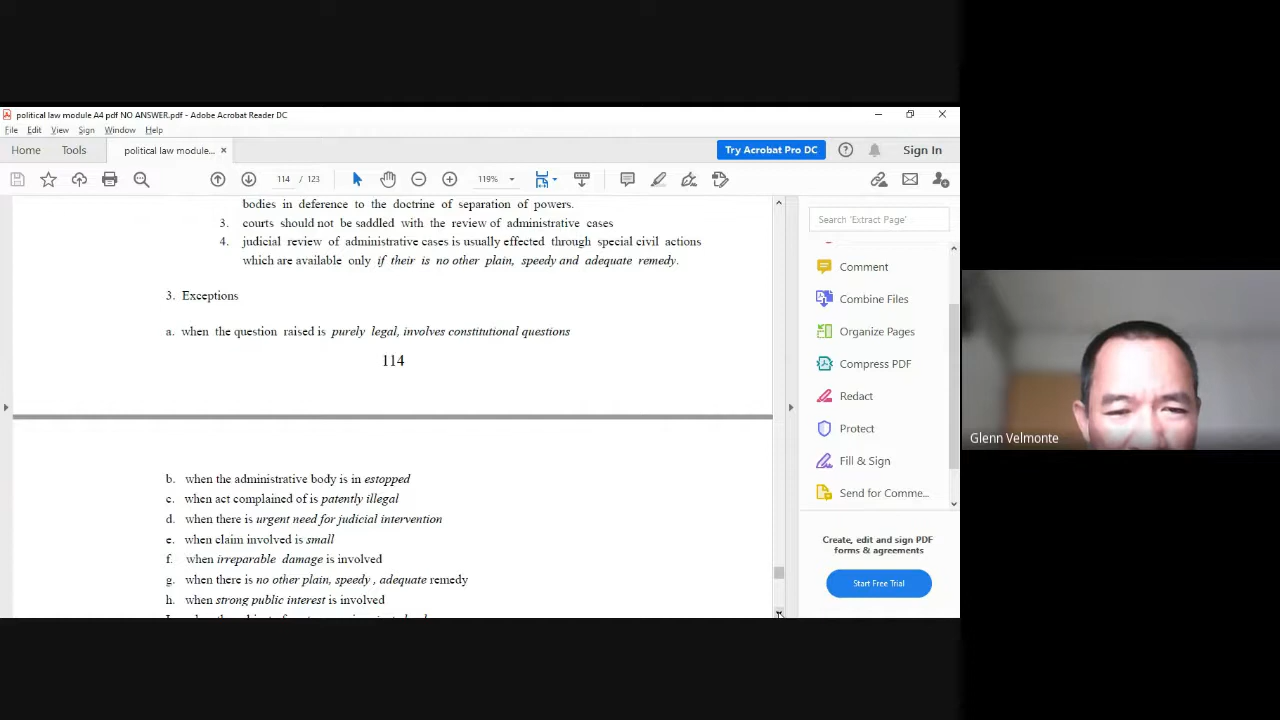 political law module A4 pdf NO ANSWER.pdf - Adobe Acrobat Reader DC
File Edit View Sign Window Help
Home Tools political law module... × Try Acrobat Pro DC Sign In
114 / 123 119%
bodies in deference to the doctrine of separation of powers.
3. courts should not be saddled with the review of administrative cases
4. judicial review of administrative cases is usually effected through special civil actions
which are available only if their is no other plain, speedy and adequate remedy.
3. Exceptions
a. when the question raised is purely legal, involves constitutional questions
114
b. when the administrative body is in estopped
c. when act complained of is patently illegal
d. when there is urgent need for judicial intervention
e. when claim involved is small
f. when irreparable damage is involved
g. when there is no other plain, speedy , adequate remedy
h. when strong public interest is involved
Search 'Extract Page'
Comment
Combine Files
Organize Pages
Compress PDF
Redact
Protect
Fill & Sign
Send for Comme...
Create, edit and sign PDF
forms & agreements
Start Free Trial
Glenn Velmonte